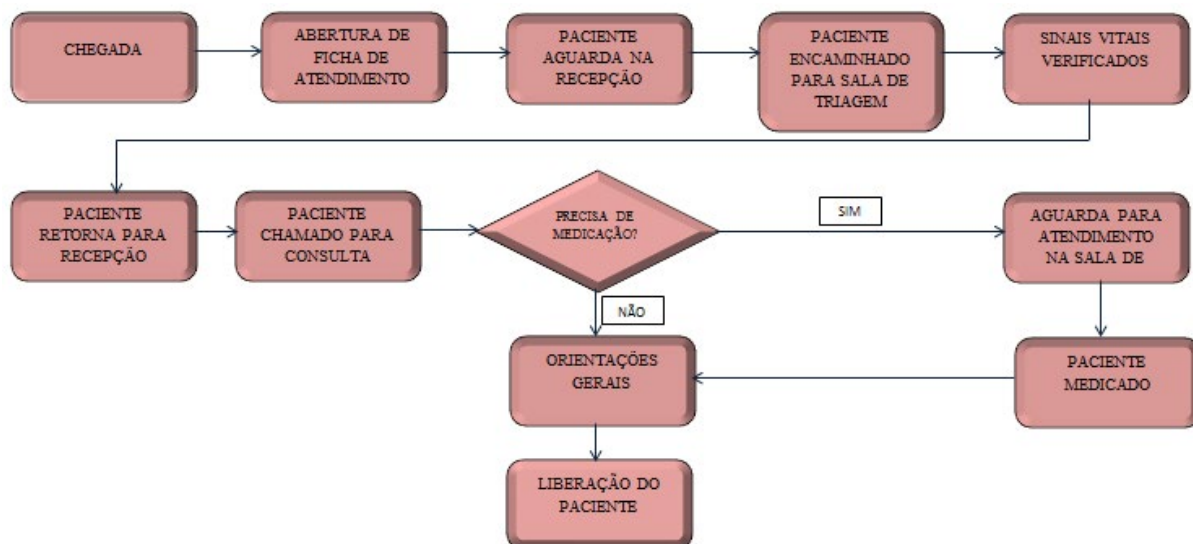 CHEGADA
ABERTURA DE
FICHA DE
ATENDIMENTO
PACIENTE
AGUARDA NA
RECEPÇÃO
PACIENTE
ENCAMINHADO
PARA SALA DE
TRIAGEM
SINAIS VITAIS
VERIFICADOS
PACIENTE
RETORNA PARA
RECEPÇÃO
PACIENTE
CHAMADO PARA
CONSULTA
PRECISA DE
MEDICAÇÃO?
SIM
AGUARDA PARA
ATENDIMENTO
NA SALA DE
NÃO
ORIENTAÇÕES
GERAIS
PACIENTE
MEDICADO
LIBERAÇÃO DO
PACIENTE